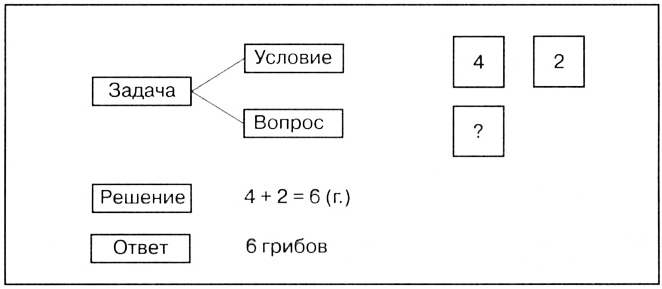 Условие
4 2
Задача
Вопрос
?
Решение 4 + 2 = 6 (г.)
Ответ 6 грибов